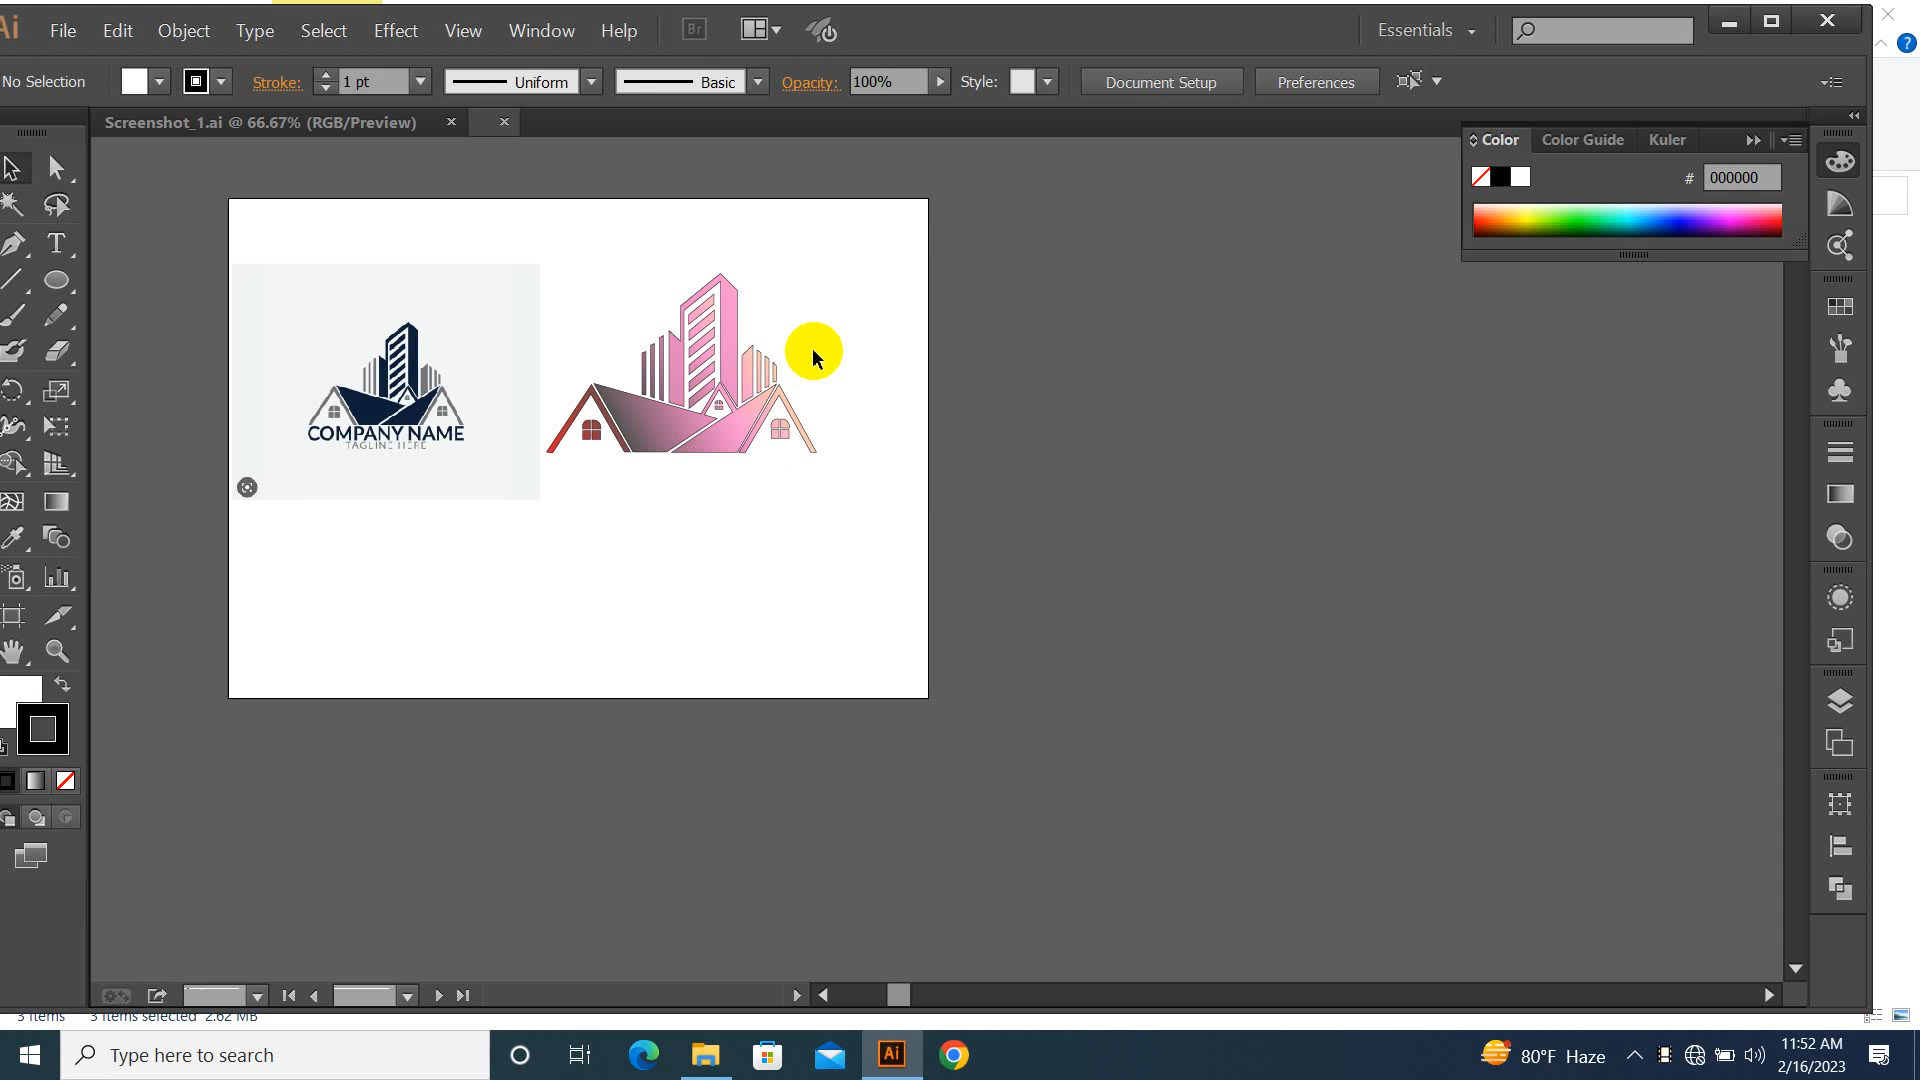 Ai File Edit Object Type Select Effect View Window Help Br Essentials
No Selection Stroke: 1 pt Uniform Basic Opacity: 100% Style: Document Setup Preferences
Screenshot_1.ai @ 66.67% (RGB/Preview)
Color Color Guide Kuler
# 000000
COMPANY NAME
TAGLINE HERE
3 items 3 items selected 2.62 MB
Type here to search
Ai
80°F Haze
11:52 AM
2/16/2023